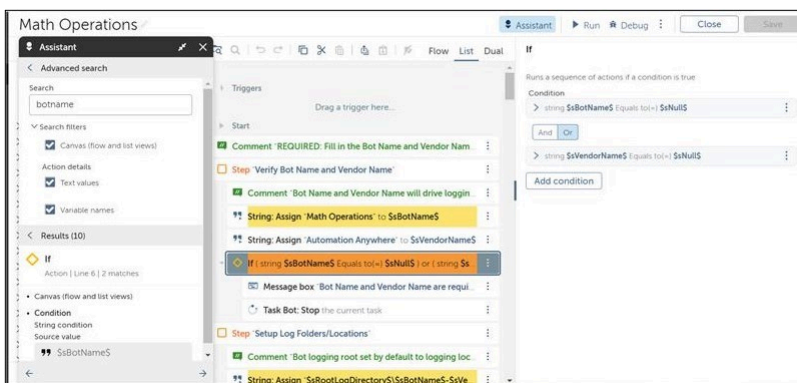 Math Operations
Assistant
Run
Debug
Close
Save
Assistant
Advanced search
Search
botname
Search filters
Canvas (flow and list views)
Action details
Text values
Variable names
Results (10)
If
Action | Line 6 | 2 matches
Canvas (flow and list views)
Condition
String condition
Source value
$sBotName$
Flow List Dual
Triggers
Drag a trigger here...
Start
Comment "REQUIRED: Fill in the Bot Name and Vendor Nam
Step "Verify Bot Name and Vendor Name"
Comment "Bot Name and Vendor Name will drive loggin
String: Assign "Math Operations" to $sBotName$
String: Assign "Automation Anywhere" to $sVendorName$
If ( string $sBotName$ Equals to(=) $sNull$ ) or ( string $s
Message box "Bot Name and Vendor Name are requi
Task Bot: Stop the current task
Step "Setup Log Folders/Locations"
Comment "Bot logging root set by default to logging loc
String: Assign "$sRootLogDirectory$\$sBotName$-$sVe
If
Runs a sequence of actions if a condition is true
Condition
string $sBotName$ Equals to(=) $sNull$
And Or
string $sVendorName$ Equals to(=) $sNull$
Add condition